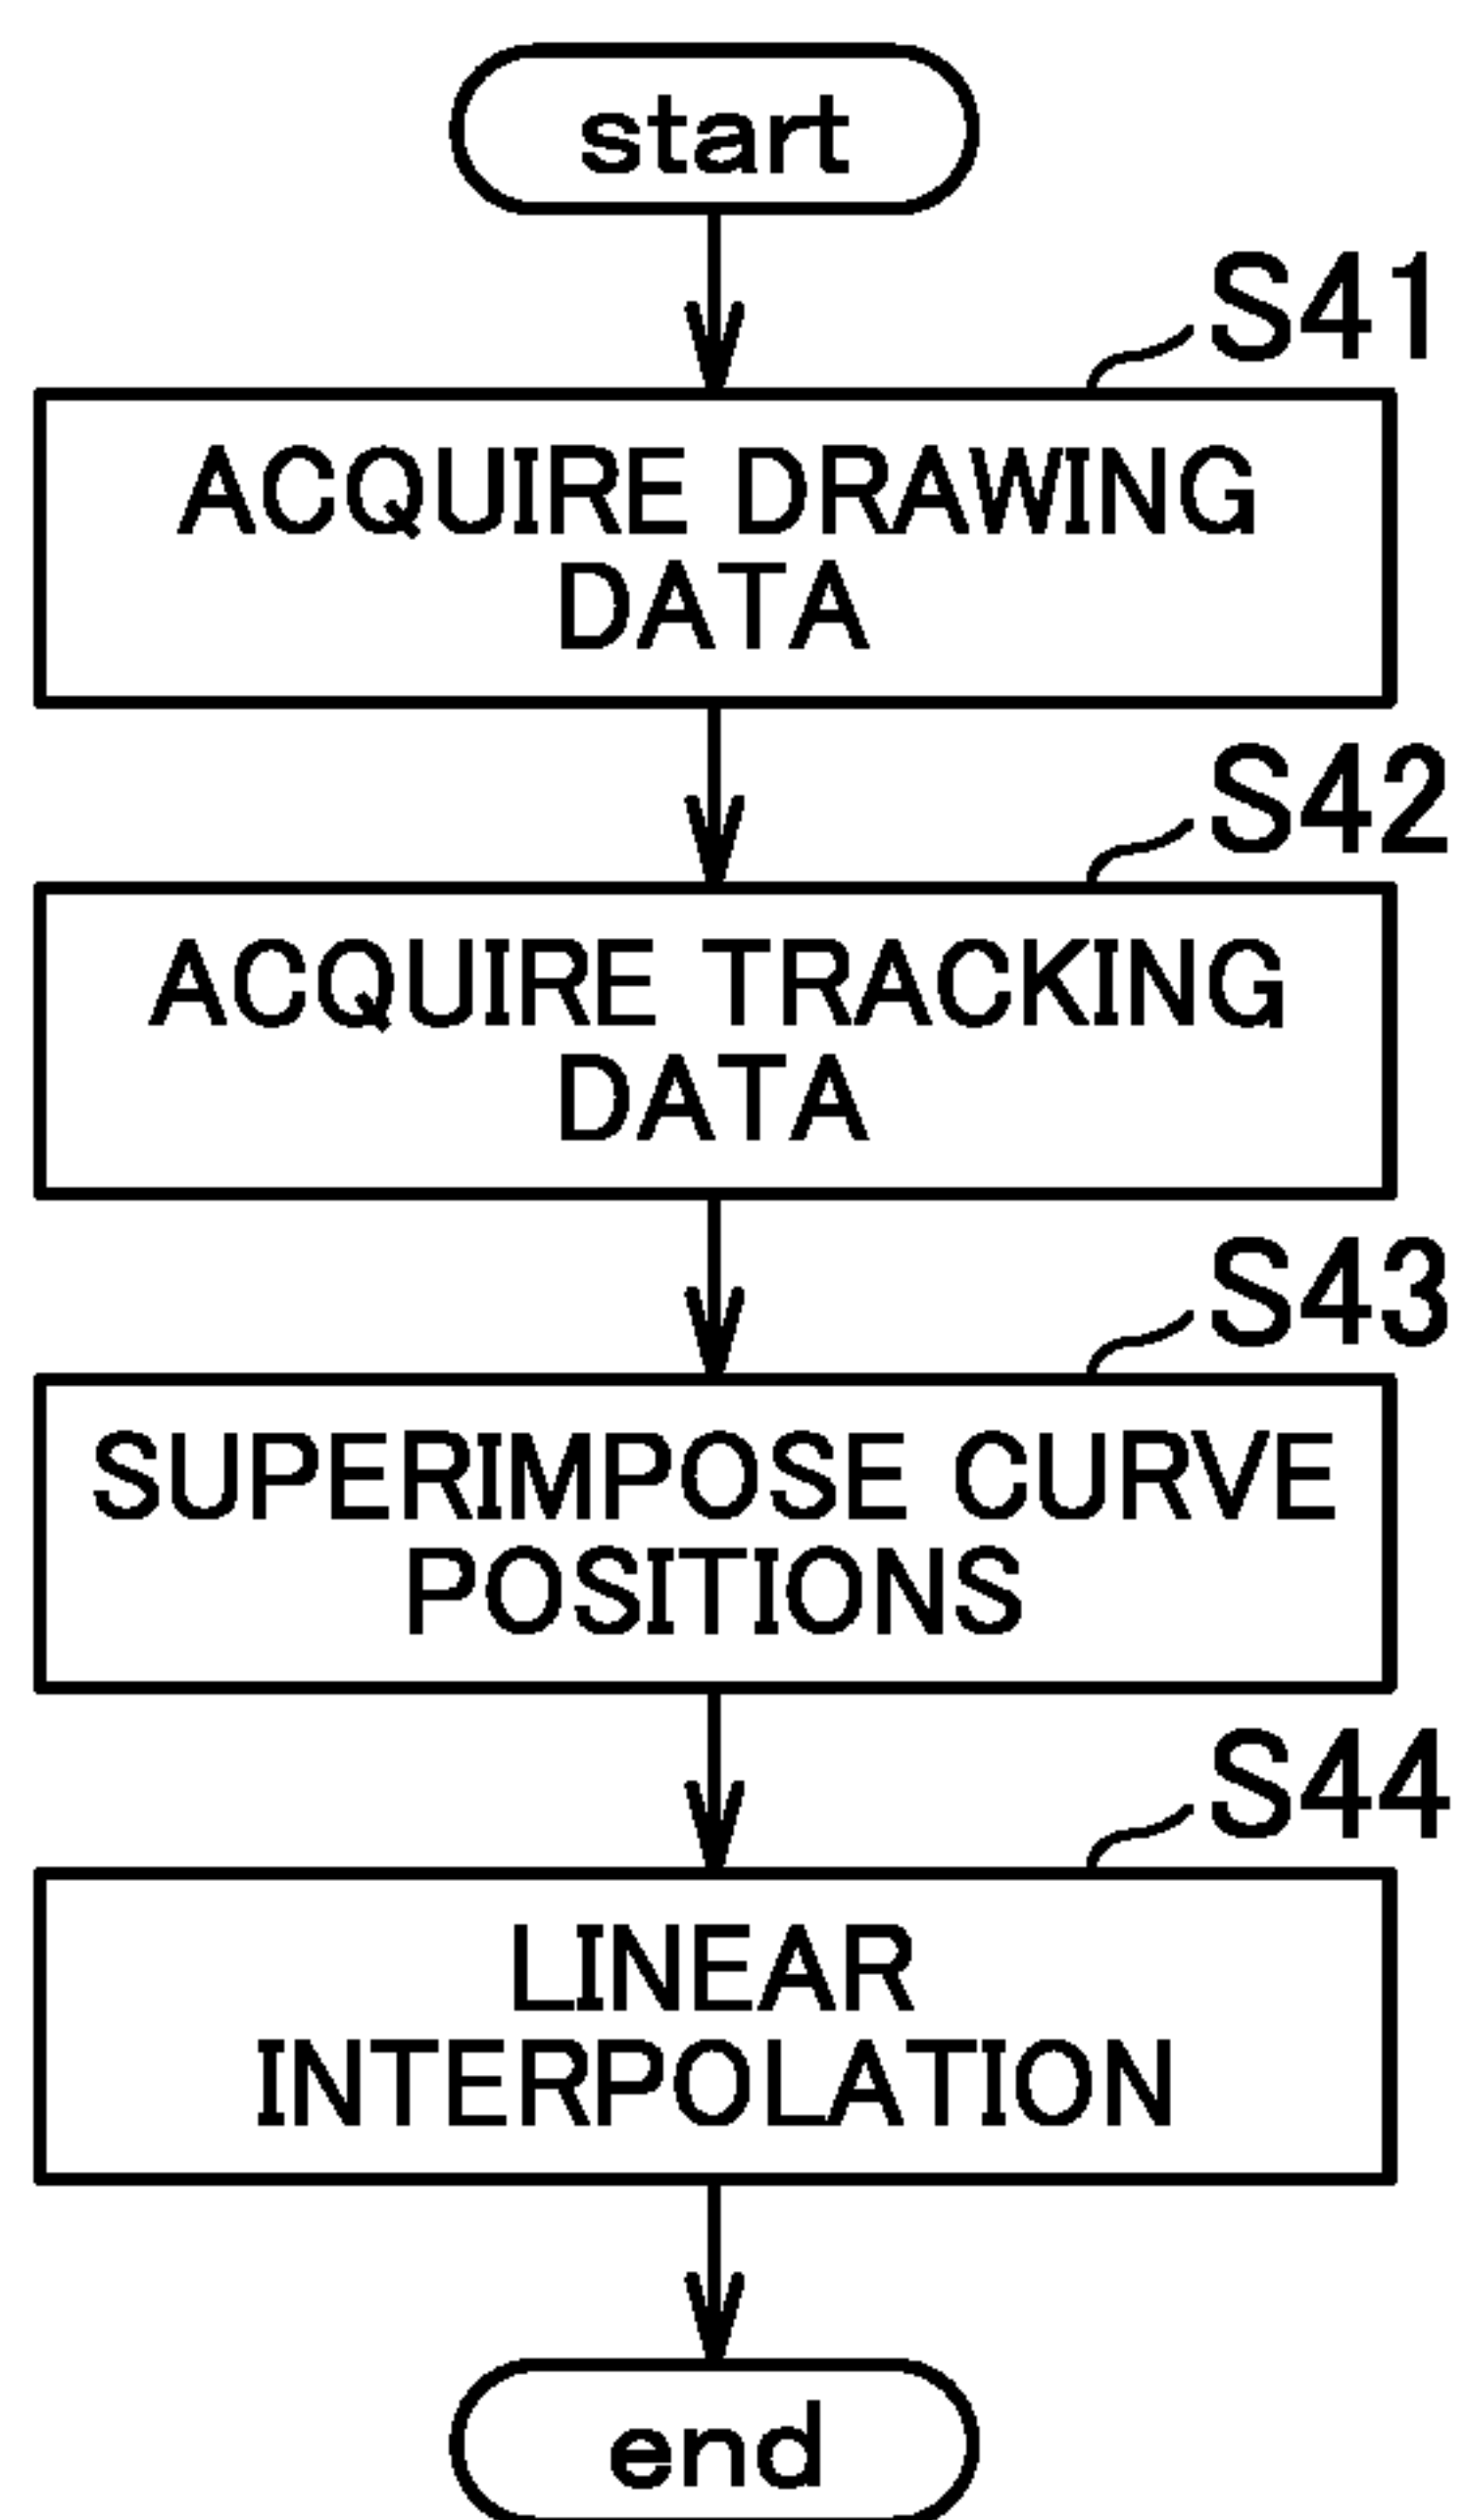 start
S41
ACQUIRE DRAWING
DATA
S42
ACQUIRE TRACKING
DATA
S43
SUPERIMPOSE CURVE
POSITIONS
S44
LINEAR
INTERPOLATION
end